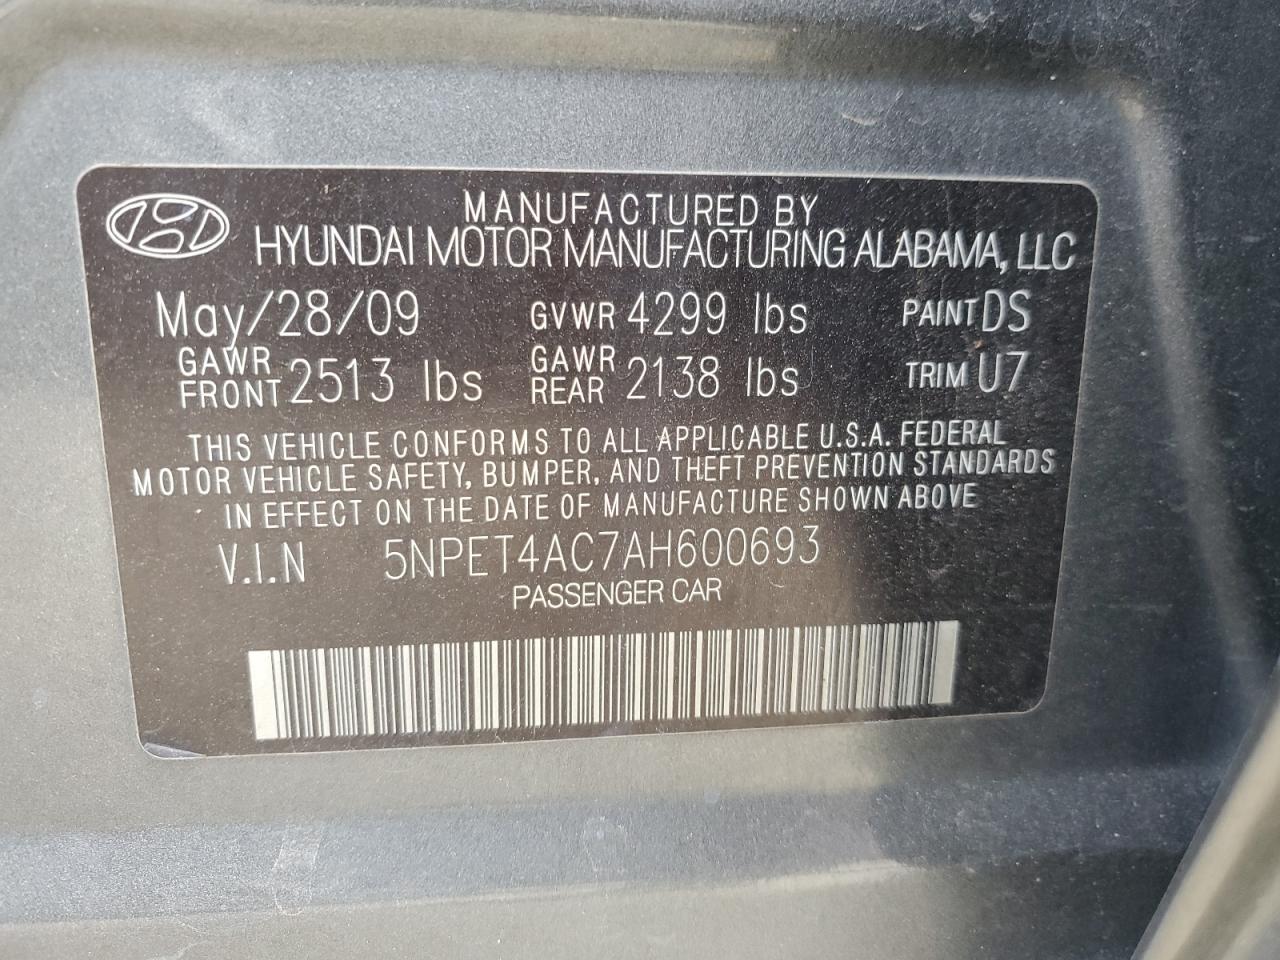 MANUFACTURED BY
HYUNDAI MOTOR MANUFACTURING ALABAMA, LLC
May/28/09 GVWR 4299 lbs PAINT DS
GAWR FRONT 2513 lbs GAWR REAR 2138 lbs TRIM U7
THIS VEHICLE CONFORMS TO ALL APPLICABLE U.S.A. FEDERAL
MOTOR VEHICLE SAFETY, BUMPER, AND THEFT PREVENTION STANDARDS
IN EFFECT ON THE DATE OF MANUFACTURE SHOWN ABOVE
V.I.N 5NPET4AC7AH600693
PASSENGER CAR